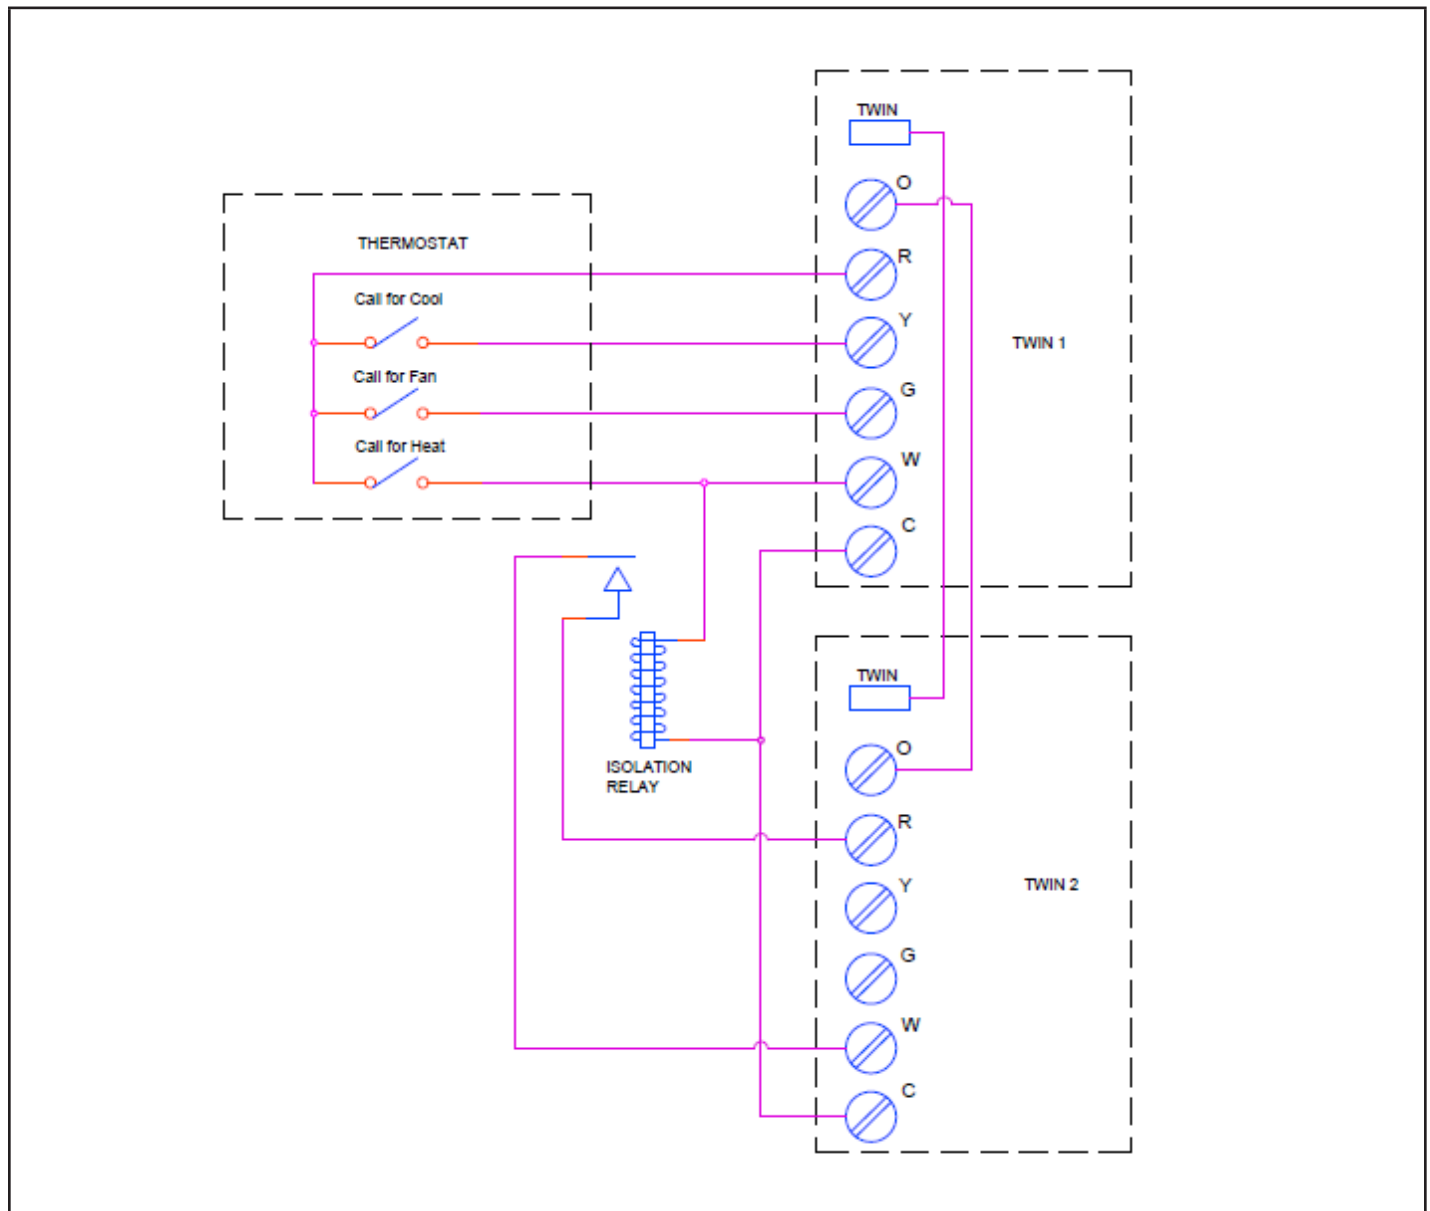 TWIN
O
THERMOSTAT
R
Call for Cool
Y
TWIN 1
Call for Fan
G
Call for Heat
W
C
TWIN
O
ISOLATION
RELAY
R
Y
TWIN 2
G
W
C